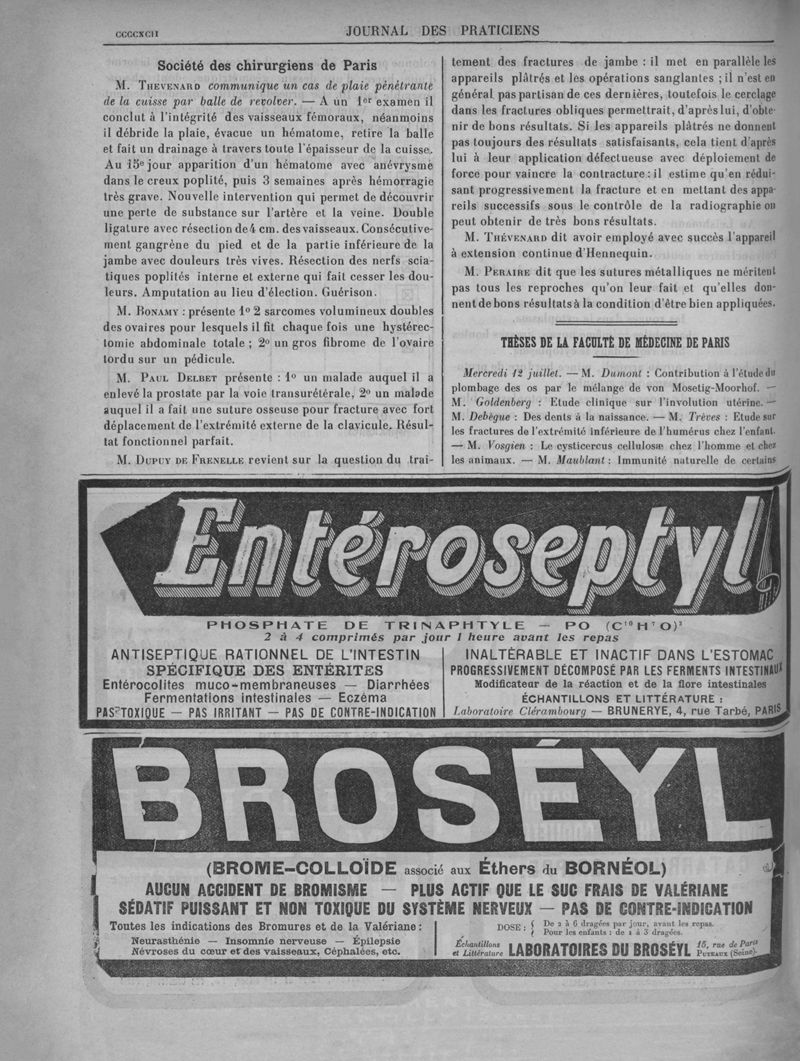 CCCCXCII
JOURNAL DES PRATICIENS
Société des chirurgiens de Paris
M. THEVENARD communique un cas de plaie pénétrante
de la cuisse par balle de revolver. — A un 1er examen il
conclut à l'intégrité des vaisseaux fémoraux, néanmoins
il débride la plaie, évacue un hématome, retire la balle
et fait un drainage à travers toute l'épaisseur de la cuisse.
Au 15e jour apparition d'un hématome avec anévrysme
dans le creux poplité, puis 3 semaines après hémorragie
très grave. Nouvelle intervention qui permet de découvrir
une perte de substance sur l'artère et la veine. Double
ligature avec résection de 4 cm. des vaisseaux. Consécutive-
ment gangrène du pied et de la partie inférieure de la
jambe avec douleurs très vives. Résection des nerfs scia-
tiques poplités interne et externe qui fait cesser les dou-
leurs. Amputation au lieu d'élection. Guérison.
M. BONAMY : présente 1o 2 sarcomes volumineux doubles
des ovaires pour lesquels il fit chaque fois une hystérec-
tomie abdominale totale ; 2o un gros fibrome de l'ovaire
tordu sur un pédicule.
M. PAUL DELBET présente : 1o un malade auquel il a
enlevé la prostate par la voie transurétérale, 2o un malade
auquel il a fait une suture osseuse pour fracture avec fort
déplacement de l'extrémité externe de la clavicule. Résul-
tat fonctionnel parfait.
M. DUPUY DE FRENELLE revient sur la question du trai-
tement des fractures de jambe : il met en parallèle les
appareils plâtrés et les opérations sanglantes ; il n'est en
général pas partisan de ces dernières, toutefois le cerclage
dans les fractures obliques permettrait, d'après lui, d'obte-
nir de bons résultats. Si les appareils plâtrés ne donnent
pas toujours des résultats satisfaisants, cela tient d'après
lui à leur application défectueuse avec déploiement de
force pour vaincre la contracture : il estime qu'en rédui-
sant progressivement la fracture et en mettant des appa-
reils successifs sous le contrôle de la radiographie on
peut obtenir de très bons résultats.
M. THÉVENARD dit avoir employé avec succès l'appareil
à extension continue d'Hennequin.
M. PERAIRE dit que les sutures métalliques ne méritent
pas tous les reproches qu'on leur fait et qu'elles don-
nent de bons résultats à la condition d'être bien appliquées.
THÈSES DE LA FACULTÉ DE MÉDECINE DE PARIS
Mercredi 12 juillet. — M. Dumont : Contribution à l'étude du
plombage des os par le mélange de von Mosetig-Moorhof. —
M. Goldenberg : Etude clinique sur l'involution utérine. —
M. Debègue : Des dents à la naissance. — M. Trèves : Etude sur
les fractures de l'extrémité inférieure de l'humérus chez l'enfant.
— M. Vosgien : Le cysticercus cellulosæ chez l'homme et chez
les animaux. — M. Maublant : Immunité naturelle de certains
Entéroseptyl
PHOSPHATE DE TRINAPHTYLE — PO (C10 H7 O)3
2 à 4 comprimés par jour 1 heure avant les repas
ANTISEPTIQUE RATIONNEL DE L'INTESTIN
SPÉCIFIQUE DES ENTÉRITES
Entérocolites muco-membraneuses — Diarrhées
Fermentations intestinales — Eczéma
PAS TOXIQUE — PAS IRRITANT — PAS DE CONTRE-INDICATION
INALTÉRABLE ET INACTIF DANS L'ESTOMAC
PROGRESSIVEMENT DÉCOMPOSÉ PAR LES FERMENTS INTESTINAUX
Modificateur de la réaction et de la flore intestinales
ÉCHANTILLONS ET LITTÉRATURE :
Laboratoire Clérambourg — BRUNERYE, 4, rue Tarbé, PARIS
BROSÉYL
(BROME-COLLOÏDE associé aux Éthers du BORNÉOL)
AUCUN ACCIDENT DE BROMISME — PLUS ACTIF QUE LE SUC FRAIS DE VALÉRIANE
SÉDATIF PUISSANT ET NON TOXIQUE DU SYSTÈME NERVEUX — PAS DE CONTRE-INDICATION
Toutes les indications des Bromures et de la Valériane :
Neurasthénie — Insomnie nerveuse — Épilepsie
Névroses du cœur et des vaisseaux, Céphalées, etc.
DOSE : { De 2 à 6 dragées par jour, avant les repas.
Pour les enfants : de 1 à 3 dragées.
Échantillons et Littérature LABORATOIRES DU BROSÉYL 15, rue de Paris PUTEAUX (Seine).